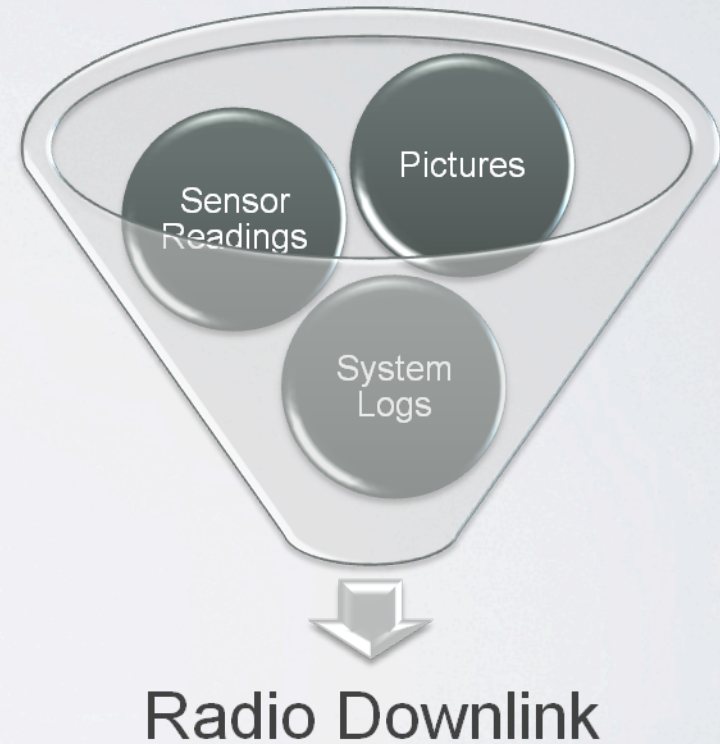 Pictures
Sensor
Readings
System
Logs
Radio Downlink